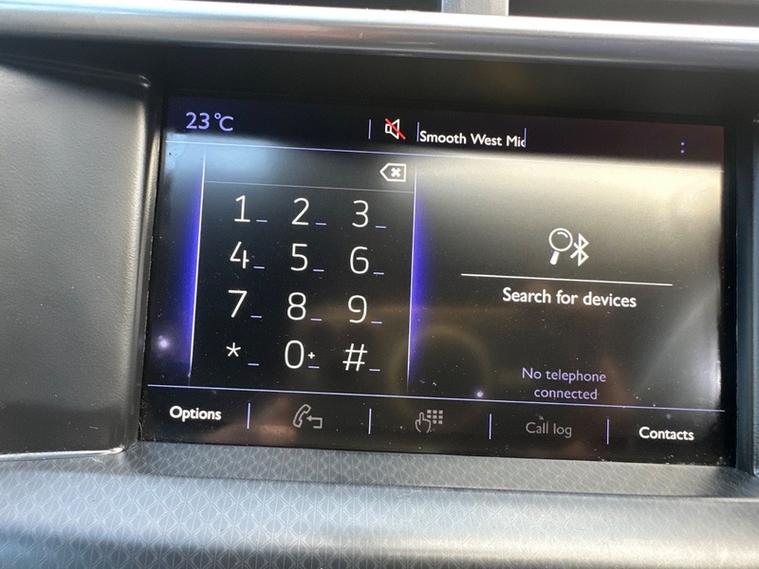 23°C
Smooth West Mi
1 2 3
4 5 6
7 8 9
* 0+ #
Search for devices
No telephone
connected
Options
Call log
Contacts